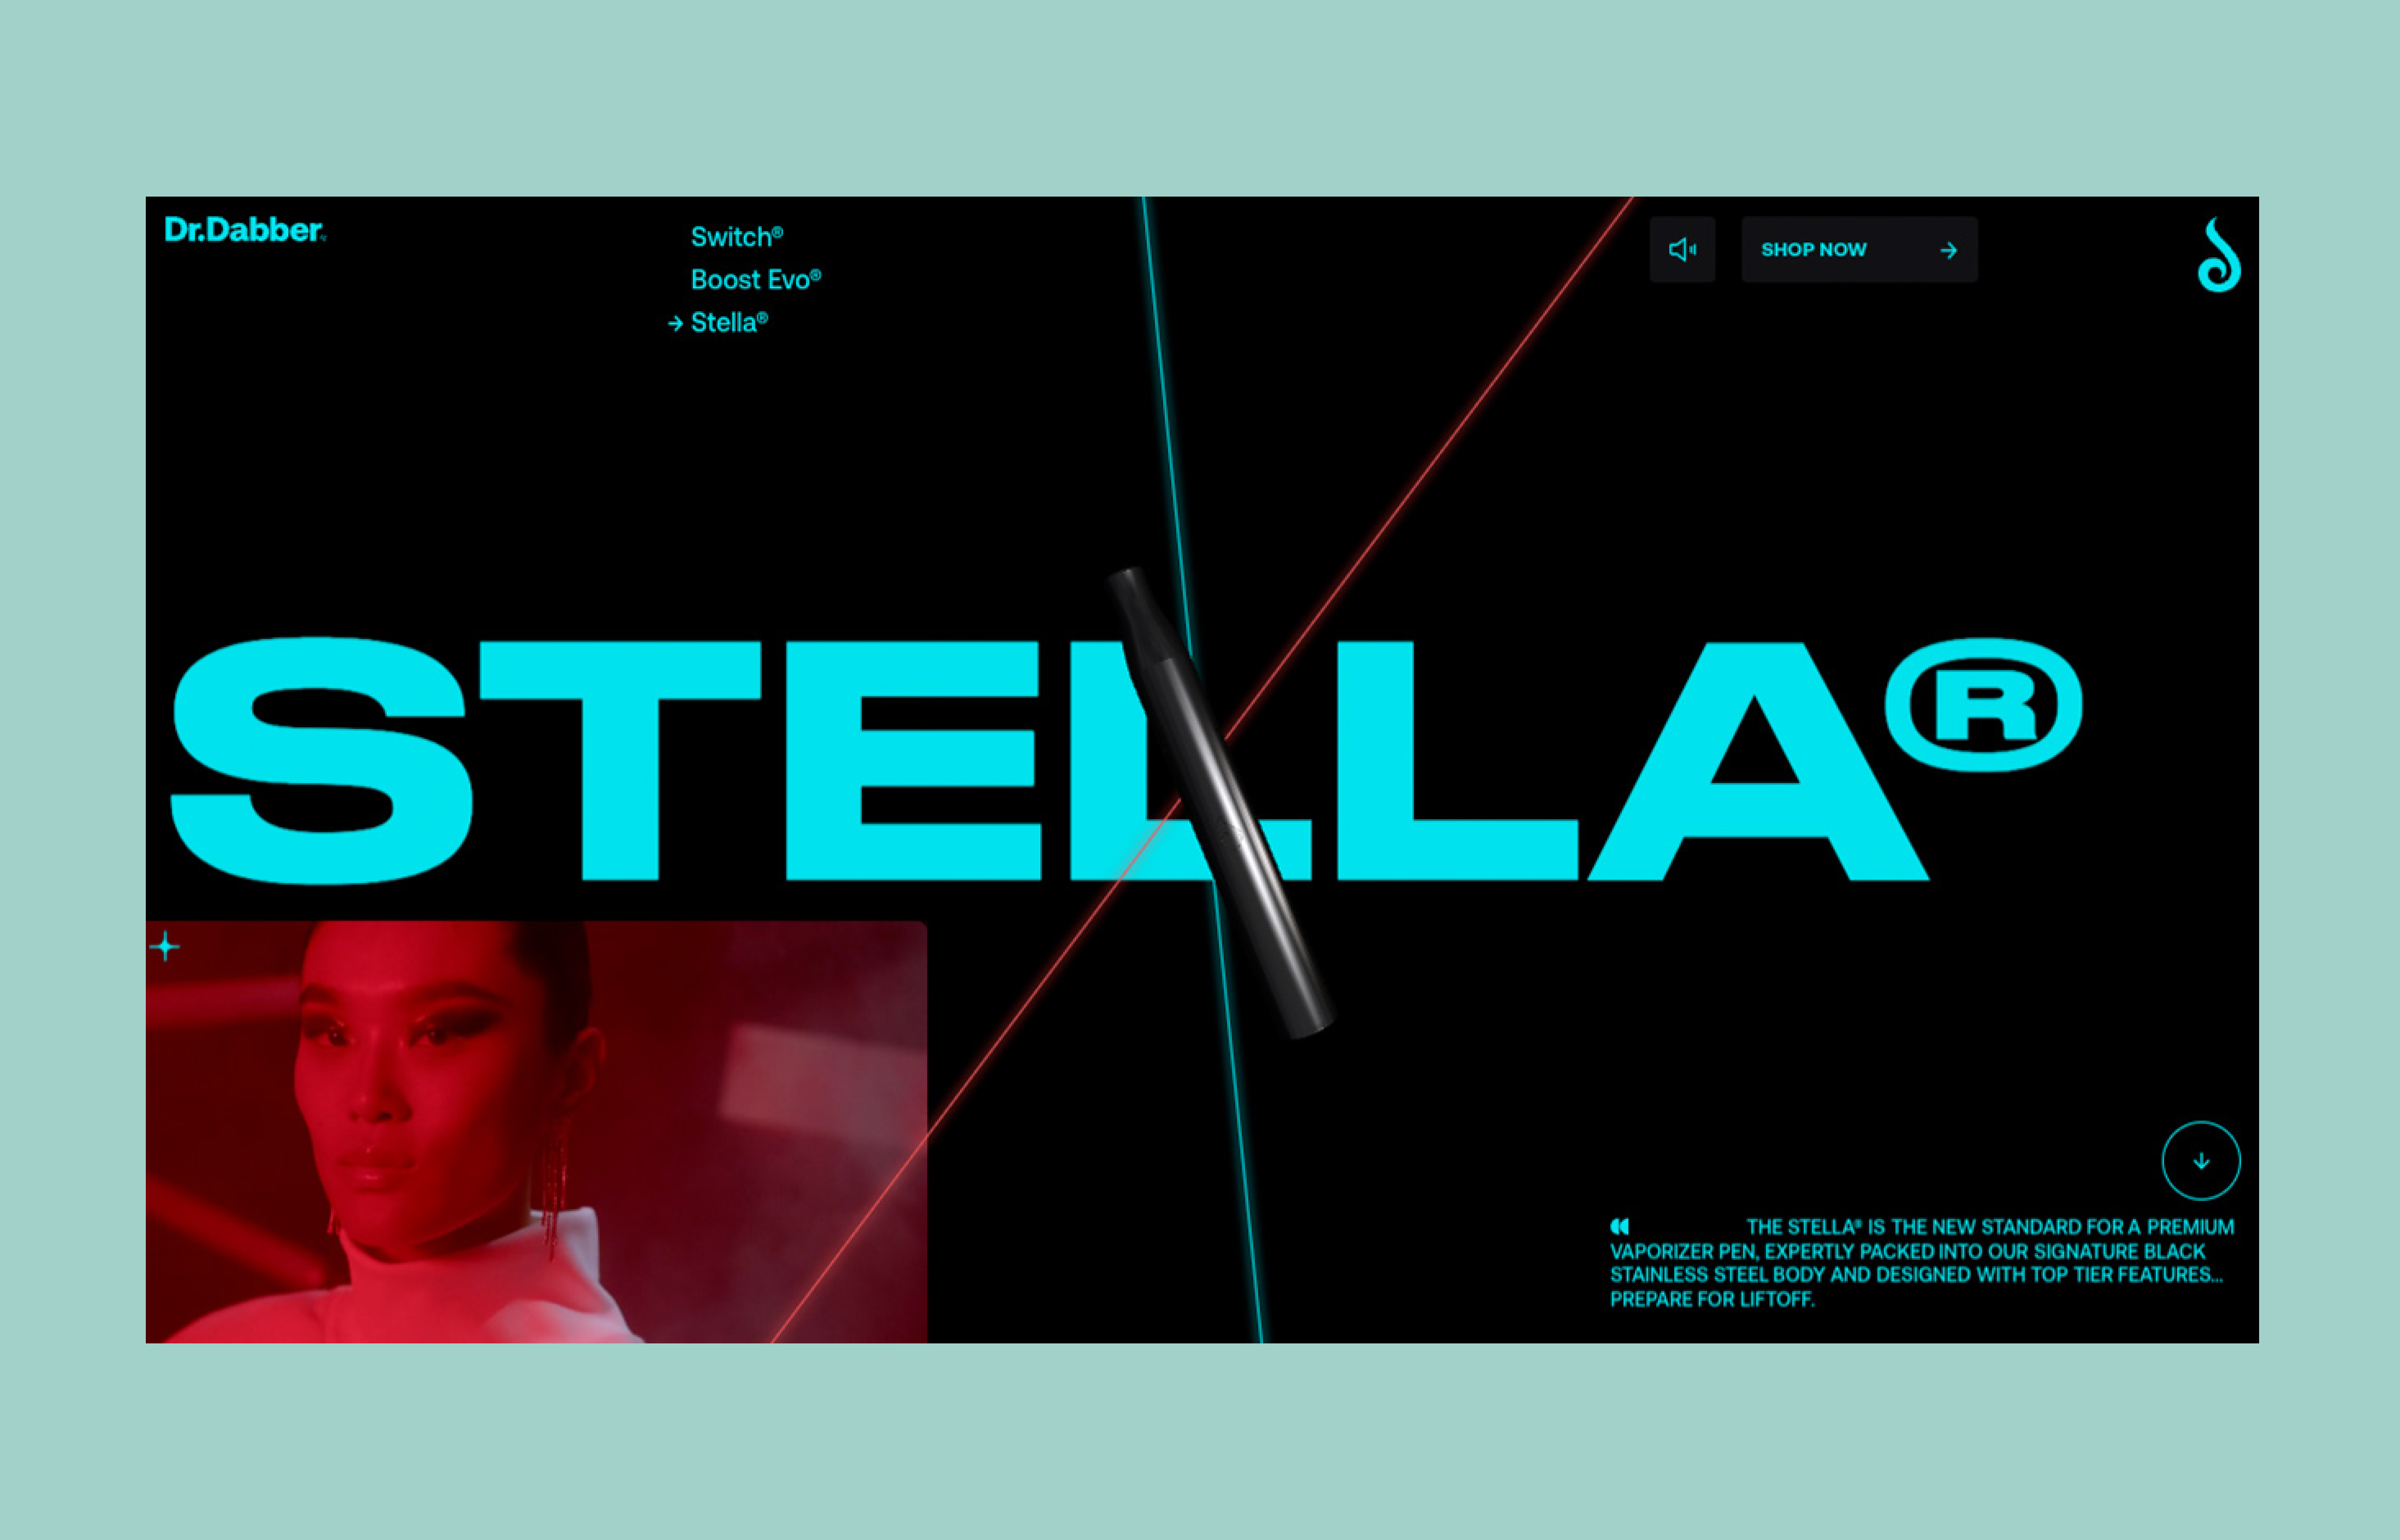 Dr.Dabber
Switch®
Boost Evo®
Stella®
SHOP NOW
STELLA®
THE STELLA® IS THE NEW STANDARD FOR A PREMIUM
VAPORIZER PEN, EXPERTLY PACKED INTO OUR SIGNATURE BLACK
STAINLESS STEEL BODY AND DESIGNED WITH TOP TIER FEATURES...
PREPARE FOR LIFTOFF.